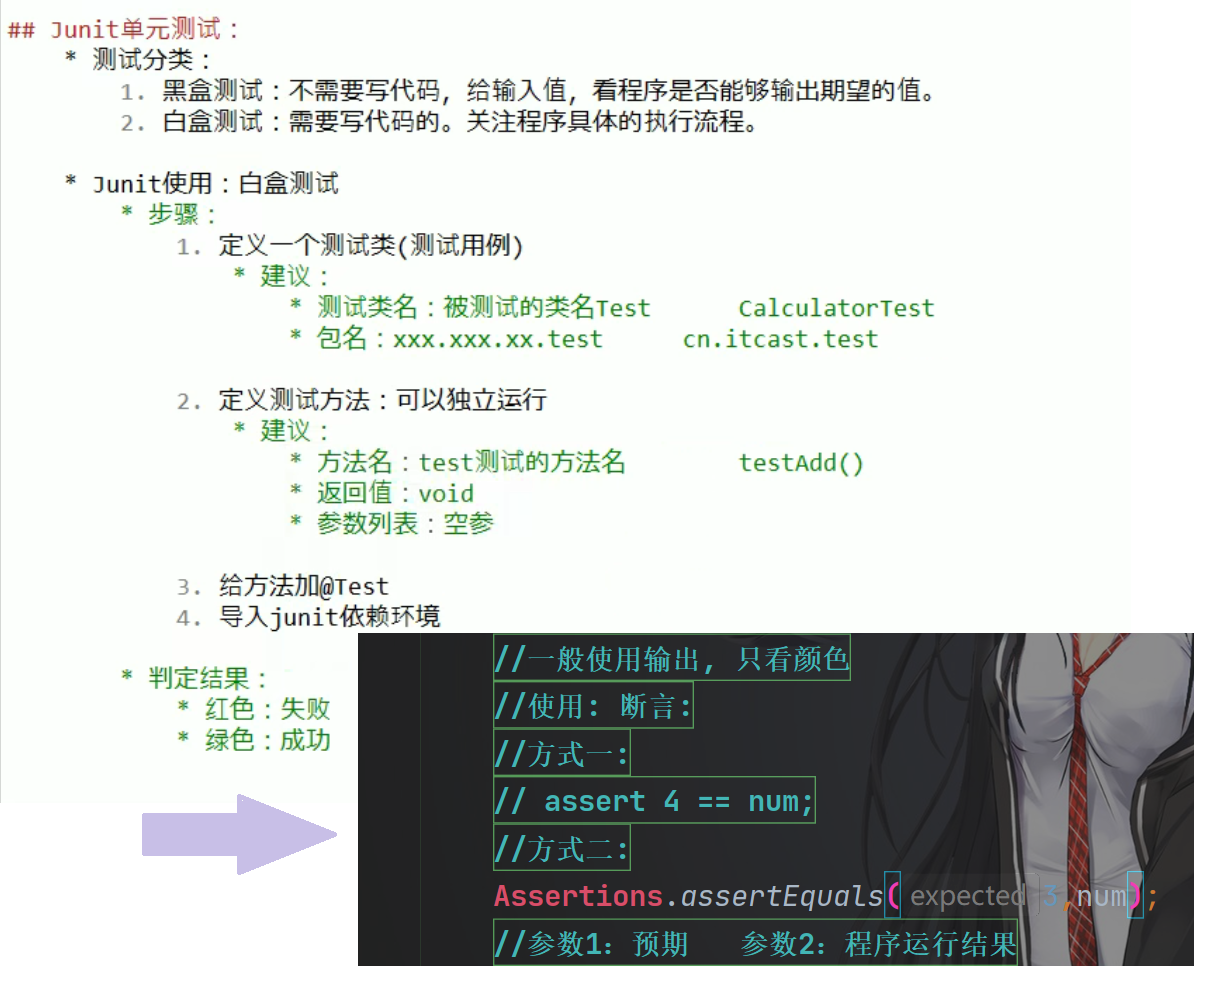 ## Junit单元测试：
* 测试分类：
1. 黑盒测试：不需要写代码，给输入值，看程序是否能够输出期望的值。
2. 白盒测试：需要写代码的。关注程序具体的执行流程。
* Junit使用：白盒测试
* 步骤：
1. 定义一个测试类(测试用例)
* 建议：
* 测试类名：被测试的类名Test CalculatorTest
* 包名：xxx.xxx.xx.test cn.itcast.test
2. 定义测试方法：可以独立运行
* 建议：
* 方法名：test测试的方法名 testAdd()
* 返回值：void
* 参数列表：空参
3. 给方法加@Test
4. 导入junit依赖环境
* 判定结果：
* 红色：失败
* 绿色：成功
//一般使用输出, 只看颜色
//使用: 断言:
//方式一:
// assert 4 == num;
//方式二:
Assertions.assertEquals( expected 3,num);
//参数1: 预期 参数2: 程序运行结果